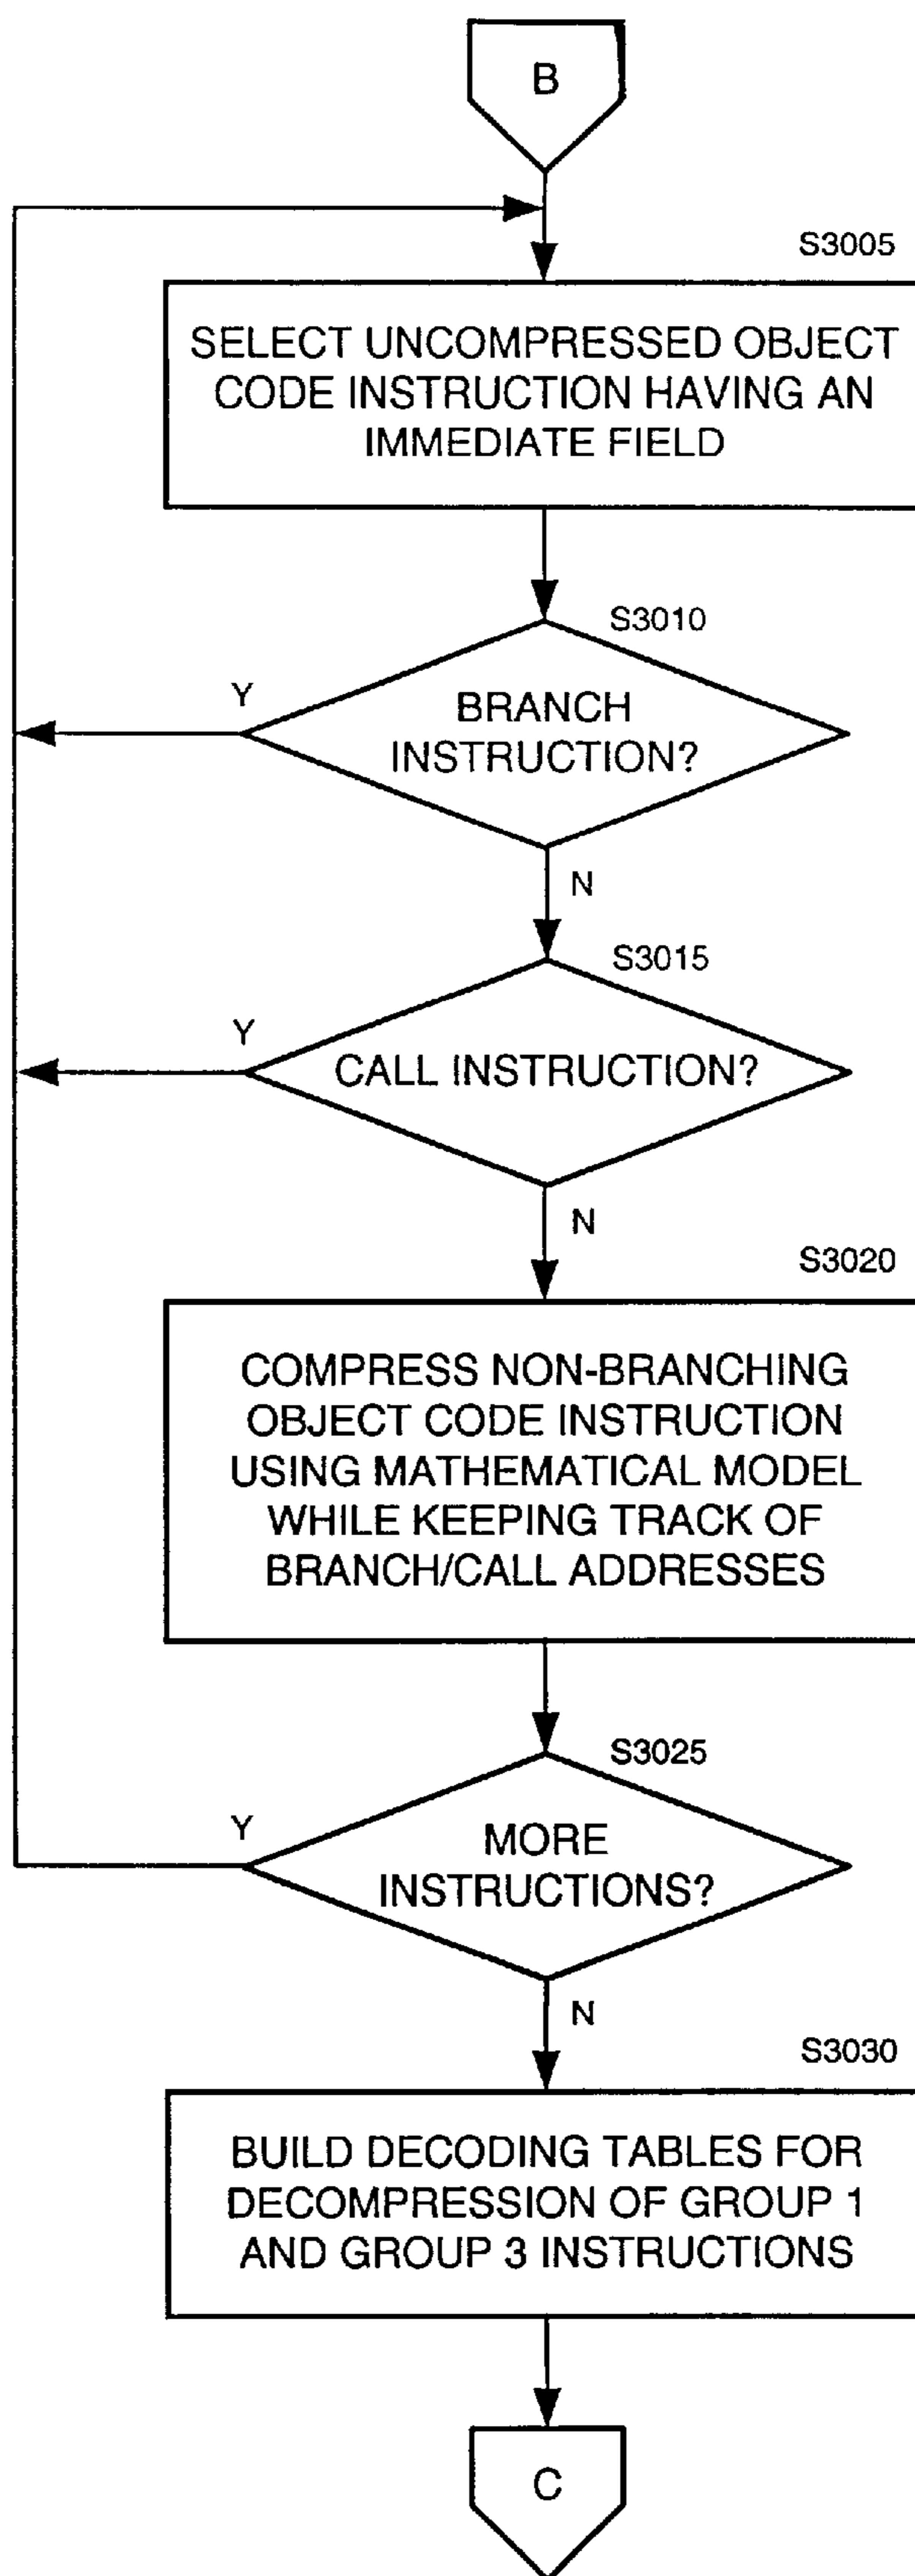 B
S3005
SELECT UNCOMPRESSED OBJECT
CODE INSTRUCTION HAVING AN
IMMEDIATE FIELD
S3010
Y
BRANCH
INSTRUCTION?
N
S3015
Y
CALL INSTRUCTION?
N
S3020
COMPRESS NON-BRANCHING
OBJECT CODE INSTRUCTION
USING MATHEMATICAL MODEL
WHILE KEEPING TRACK OF
BRANCH/CALL ADDRESSES
S3025
Y
MORE
INSTRUCTIONS?
N
S3030
BUILD DECODING TABLES FOR
DECOMPRESSION OF GROUP 1
AND GROUP 3 INSTRUCTIONS
C